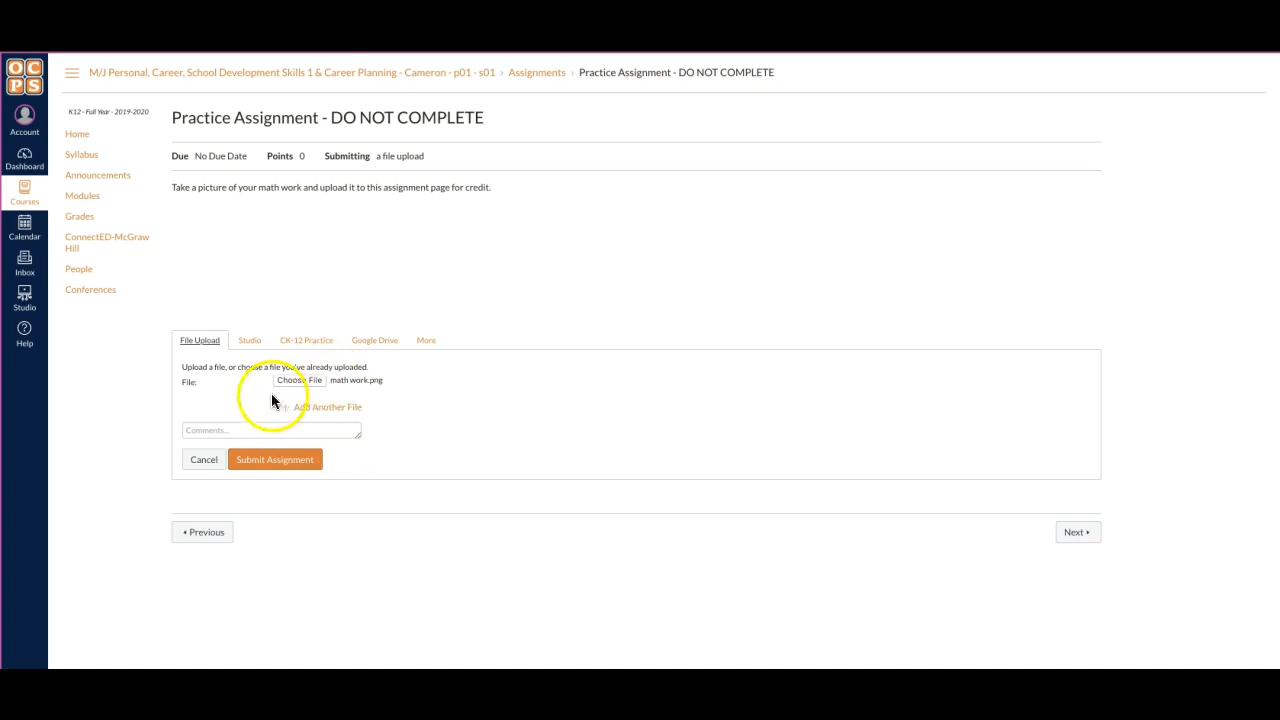 OC
PS
Account
Dashboard
Courses
Calendar
Inbox
Studio
Help
M/J Personal, Career, School Development Skills 1 & Career Planning - Cameron - p01 - s01 › Assignments › Practice Assignment - DO NOT COMPLETE
K12 - Full Year - 2019-2020
Home
Syllabus
Announcements
Modules
Grades
ConnectED-McGraw
Hill
People
Conferences
Practice Assignment - DO NOT COMPLETE
Due No Due Date Points 0 Submitting a file upload
Take a picture of your math work and upload it to this assignment page for credit.
File Upload Studio CK-12 Practice Google Drive More
Upload a file, or choose a file you've already uploaded.
File: Choose File math work.png
Add Another File
Comments...
Cancel Submit Assignment
Previous Next